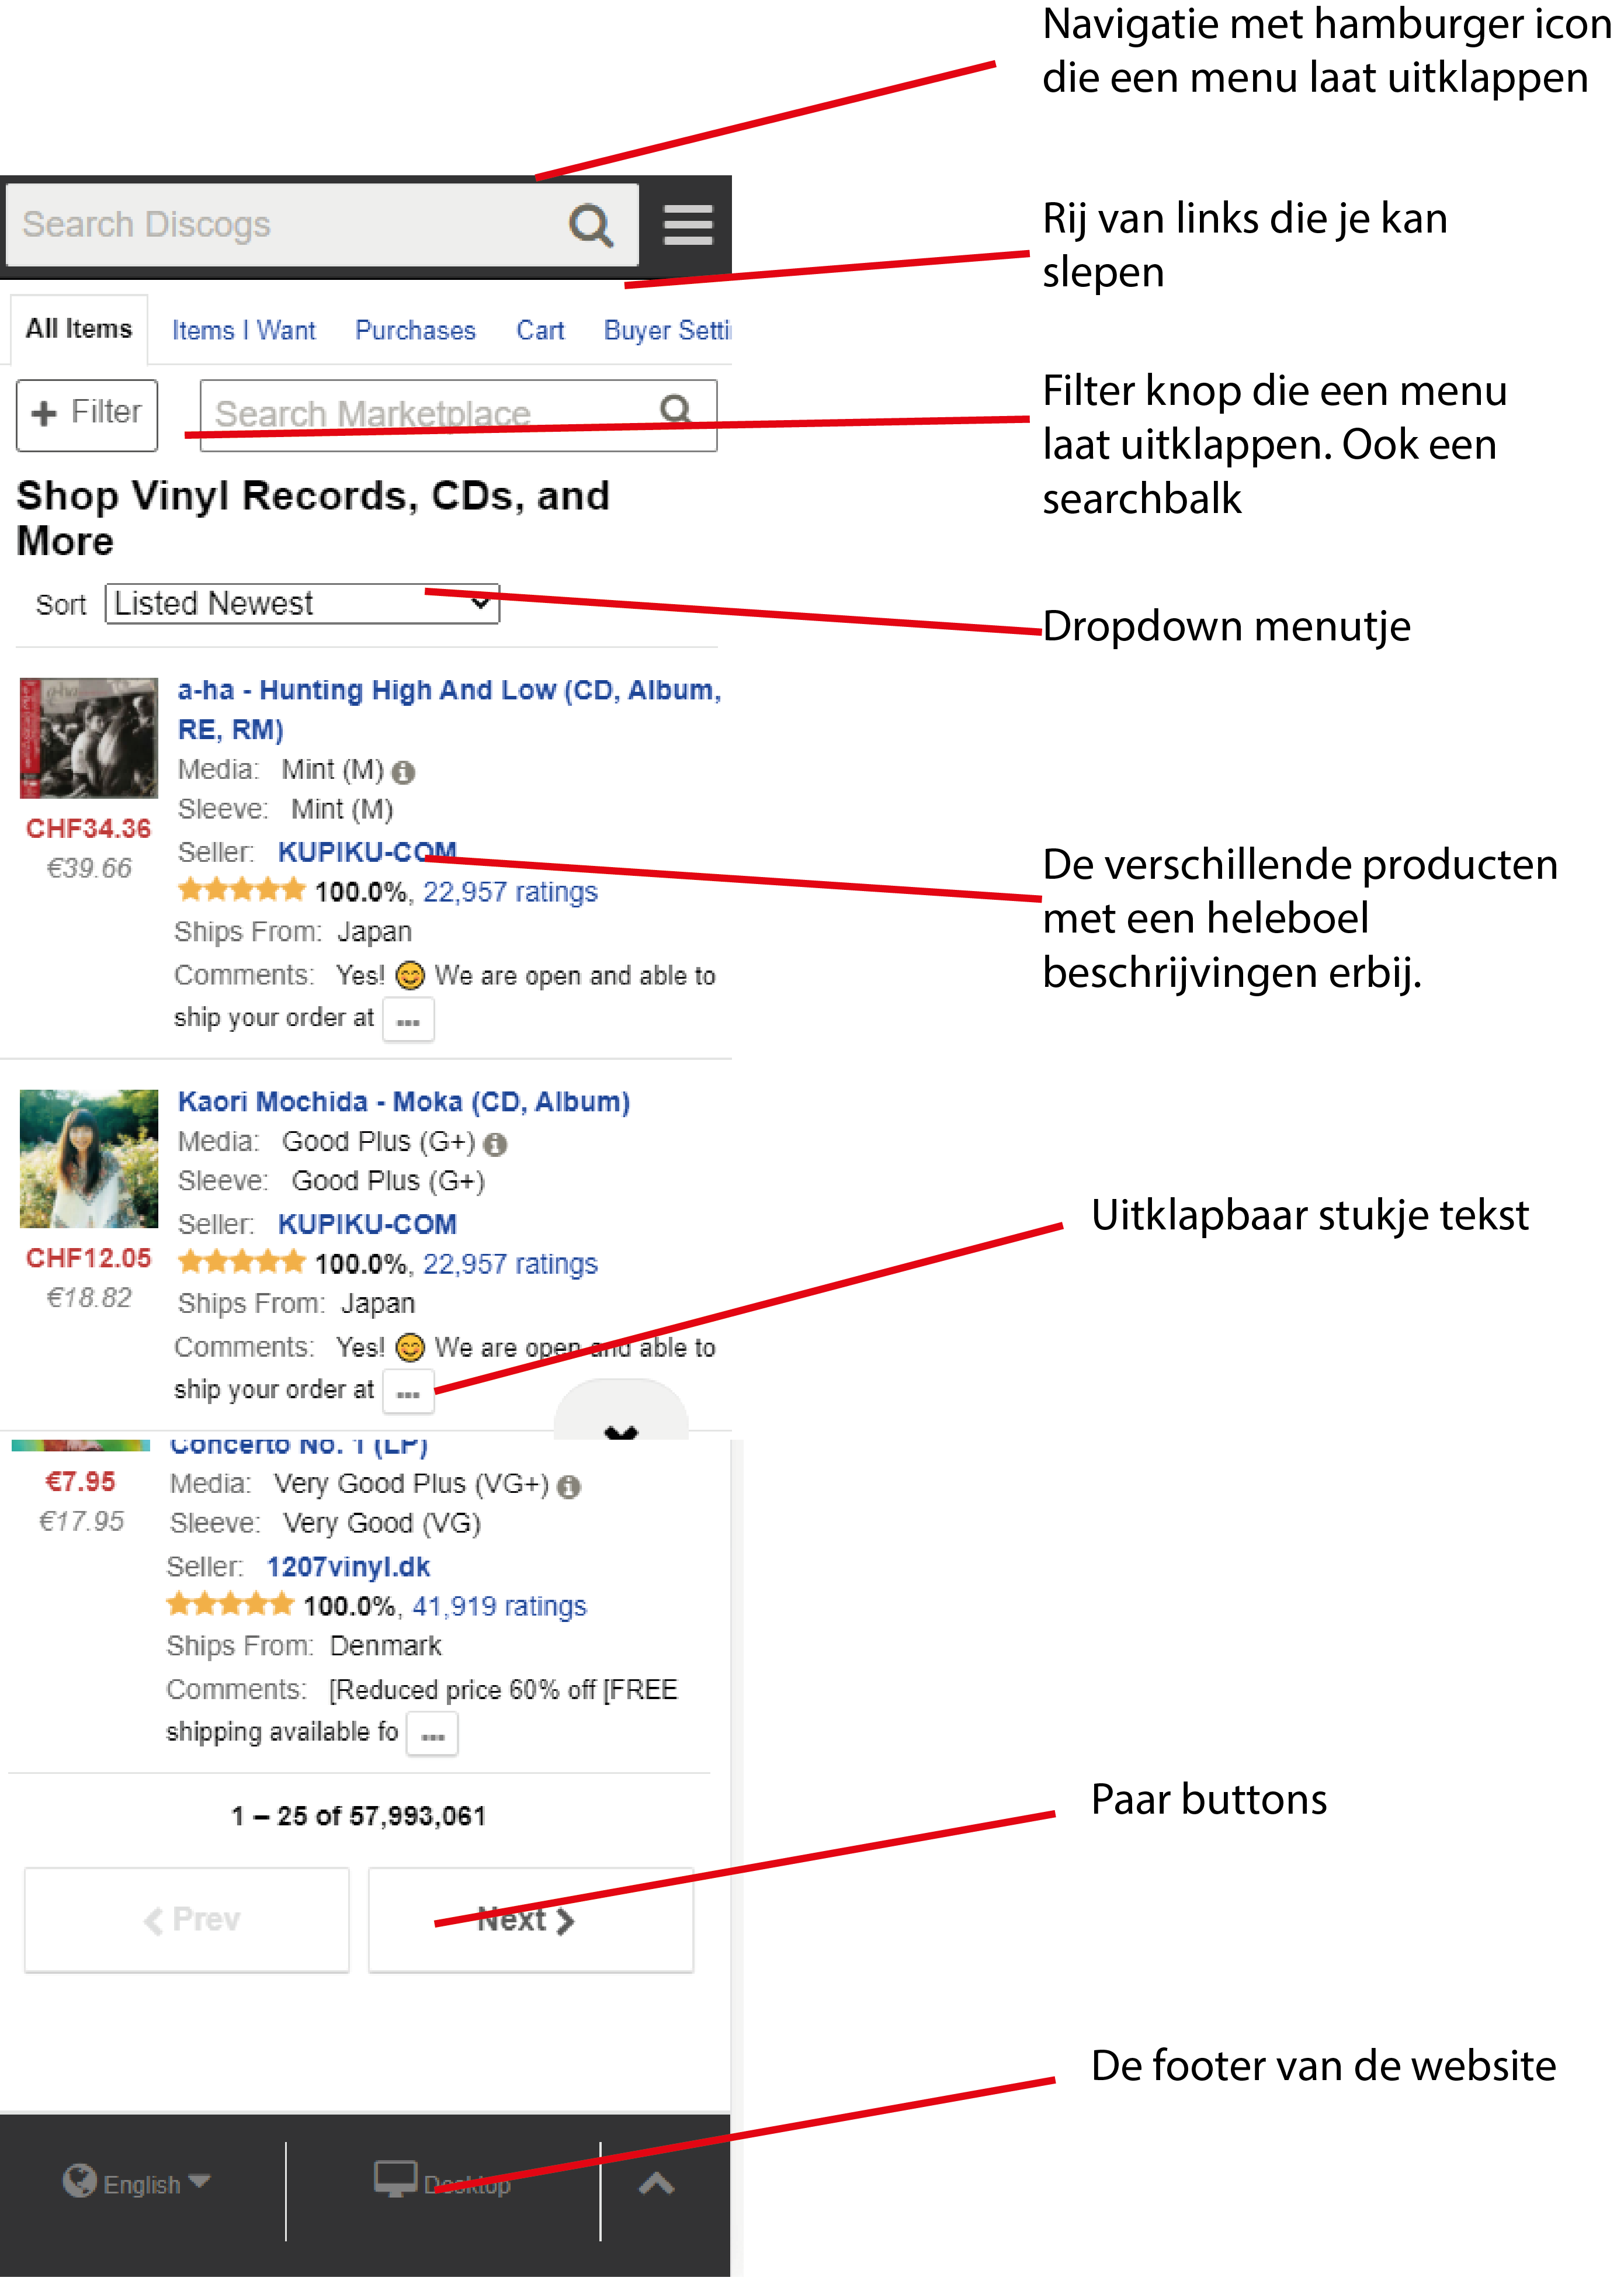 Navigatie met hamburger icon
die een menu laat uitklappen
Search Discogs
Rij van links die je kan
slepen
All Items Items I Want Purchases Cart Buyer Setti
+ Filter Search Marketplace
Filter knop die een menu
laat uitklappen. Ook een
searchbalk
Shop Vinyl Records, CDs, and
More
Sort Listed Newest
Dropdown menutje
a-ha - Hunting High And Low (CD, Album,
RE, RM)
Media: Mint (M)
Sleeve: Mint (M)
CHF34.36
€39.66
Seller: KUPIKU-COM
100.0%, 22,957 ratings
Ships From: Japan
Comments: Yes! 😊 We are open and able to
ship your order at ...
De verschillende producten
met een heleboel
beschrijvingen erbij.
Kaori Mochida - Moka (CD, Album)
Media: Good Plus (G+)
Sleeve: Good Plus (G+)
Seller: KUPIKU-COM
CHF12.05
€18.82
100.0%, 22,957 ratings
Ships From: Japan
Comments: Yes! 😊 We are open and able to
ship your order at ...
Uitklapbaar stukje tekst
Concerto No. 1 (LP)
€7.95
€17.95
Media: Very Good Plus (VG+)
Sleeve: Very Good (VG)
Seller: 1207vinyl.dk
100.0%, 41,919 ratings
Ships From: Denmark
Comments: [Reduced price 60% off [FREE
shipping available fo ...
1 – 25 of 57,993,061
Paar buttons
Prev Next
De footer van de website
English Desktop